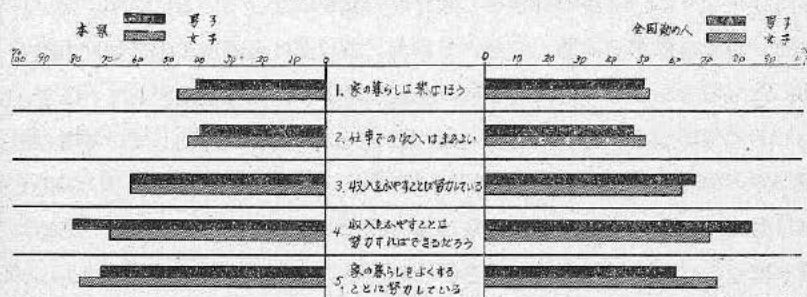 本県 男子
女子
全国勤め人 男子
女子
% 100 90 80 70 60 50 40 30 20 10 0
0 10 20 30 40 50 60 70 80 90
1. 家の暮らしは楽なほう
2. 仕事での収入はまあよい
3. 収入をふやすことに努力している
4. 収入をふやすことは
努力すればできるだろう
5. 家の暮らしをよくする
ことに努力している